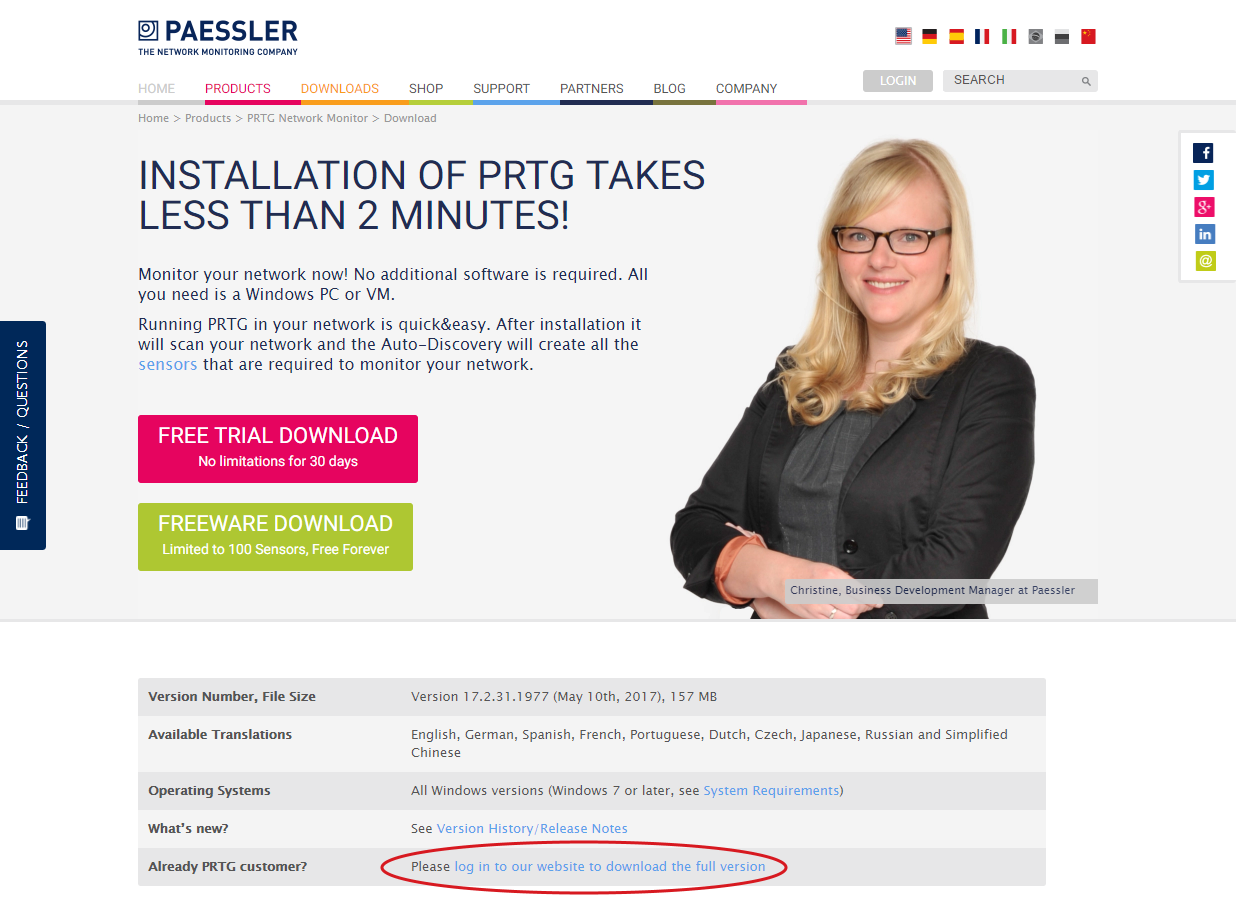 PAESSLER
THE NETWORK MONITORING COMPANY
HOME PRODUCTS DOWNLOADS SHOP SUPPORT PARTNERS BLOG COMPANY
LOGIN
SEARCH
Home > Products > PRTG Network Monitor > Download
INSTALLATION OF PRTG TAKES
LESS THAN 2 MINUTES!
Monitor your network now! No additional software is required. All
you need is a Windows PC or VM.
Running PRTG in your network is quick&easy. After installation it
will scan your network and the Auto-Discovery will create all the
sensors that are required to monitor your network.
FREE TRIAL DOWNLOAD
No limitations for 30 days
FREEWARE DOWNLOAD
Limited to 100 Sensors, Free Forever
FEEDBACK / QUESTIONS
f
g+
in
@
Christine, Business Development Manager at Paessler
Version Number, File Size Version 17.2.31.1977 (May 10th, 2017), 157 MB
Available Translations English, German, Spanish, French, Portuguese, Dutch, Czech, Japanese, Russian and Simplified
Chinese
Operating Systems All Windows versions (Windows 7 or later, see System Requirements)
What's new? See Version History/Release Notes
Already PRTG customer? Please log in to our website to download the full version